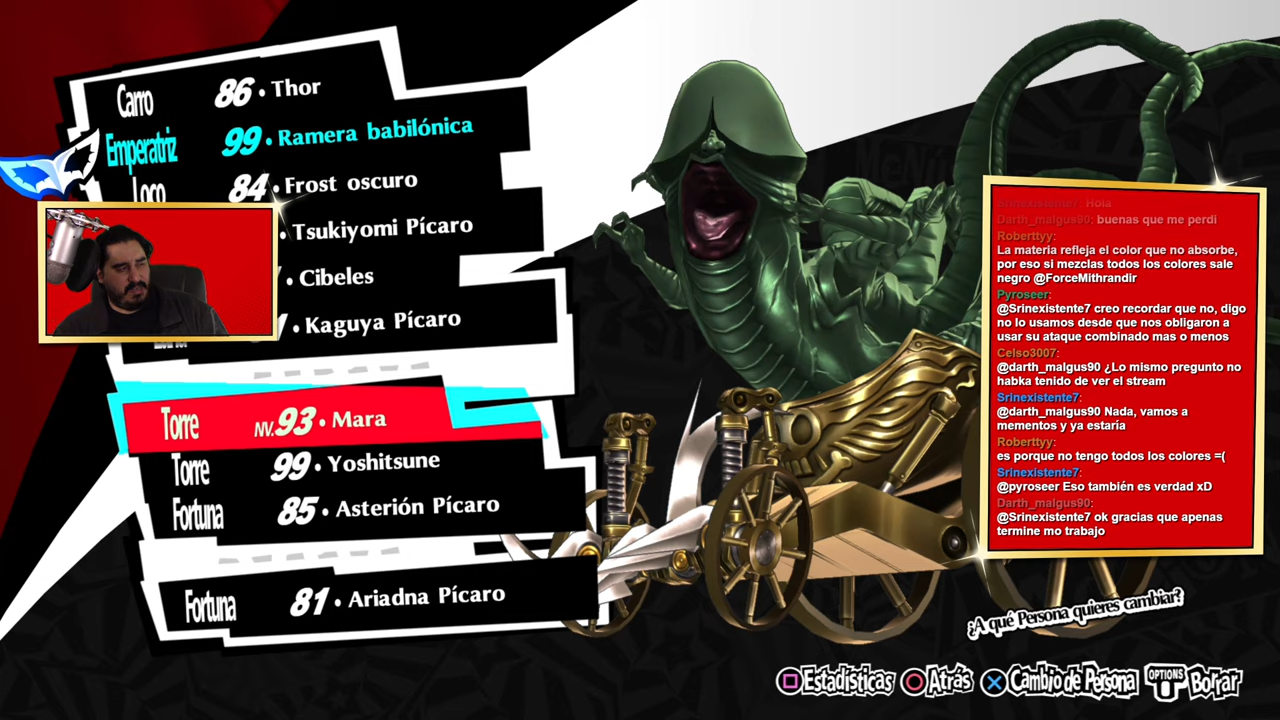 Carro 86 • Thor
Emperatriz 99 • Ramera babilónica
Loco 84 • Frost oscuro
• Tsukiyomi Pícaro
• Cibeles
• Kaguya Pícaro
Torre NV. 93 • Mara
Torre 99 • Yoshitsune
Fortuna 85 • Asterión Pícaro
Fortuna 81 • Ariadna Pícaro
Srinexistente7: Hola
Darth_malgus90: buenas que me perdi
Roberttyy:
La materia refleja el color que no absorbe,
por eso si mezclas todos los colores sale
negro @ForceMithrandir
Pyroseer:
@Srinexistente7 creo recordar que no, digo
no lo usamos desde que nos obligaron a
usar su ataque combinado mas o menos
Celso3007:
@darth_malgus90 ¿Lo mismo pregunto no
habka tenido de ver el stream
Srinexistente7:
@darth_malgus90 Nada, vamos a
mementos y ya estaría
Roberttyy:
es porque no tengo todos los colores =(
Srinexistente7:
@pyroseer Eso también es verdad xD
Darth_malgus90:
@Srinexistente7 ok gracias que apenas
termine mo trabajo
¿A qué Persona quieres cambiar?
Estadísticas Atrás Cambio de Persona OPTIONS Borrar